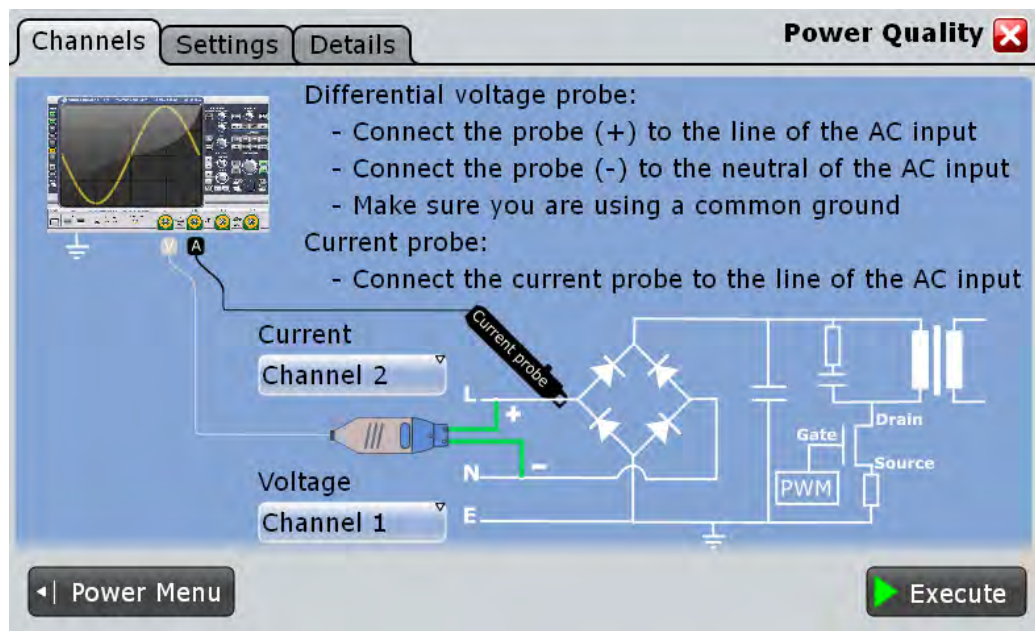 Channels
Settings
Details
Power Quality
Differential voltage probe:
- Connect the probe (+) to the line of the AC input
- Connect the probe (-) to the neutral of the AC input
- Make sure you are using a common ground
Current probe:
- Connect the current probe to the line of the AC input
V A
Current
Channel 2
Current probe
L
+
N
-
Voltage
Channel 1
E
Drain
Gate
Source
PWM
Power Menu
Execute